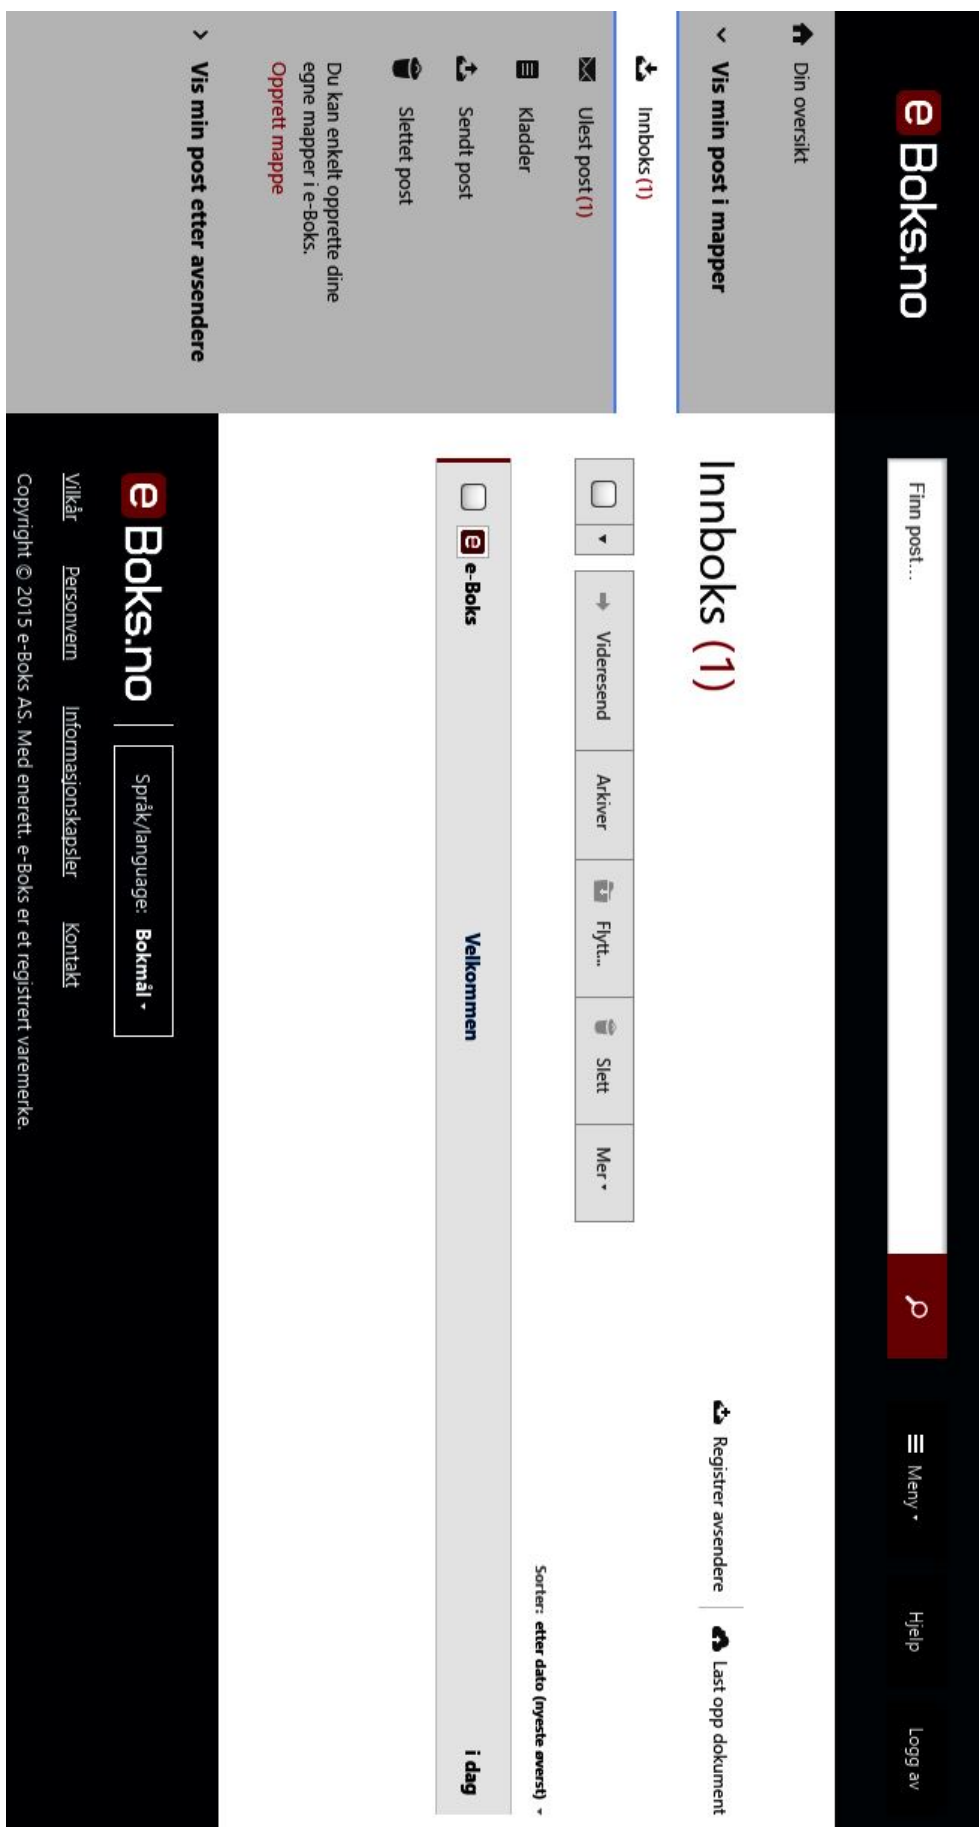 e Boks.no
Finn post...
Meny
Hjelp
Logg av
Din oversikt
Vis min post i mapper
Innboks (1)
Ulest post (1)
Kladder
Sendt post
Slettet post
Du kan enkelt opprette dine
egne mapper i e-Boks.
Opprett mappe
Vis min post etter avsendere
Innboks (1)
Registrer avsendere
Last opp dokument
Videresend
Arkiver
Flytt...
Slett
Mer
Sorter: etter dato (nyeste øverst)
e e-Boks Velkommen i dag
e Boks.no
Språk/language: Bokmål
Vilkår Personvern Informasjonskapsler Kontakt
Copyright © 2015 e-Boks AS. Med enerett. e-Boks er et registrert varemerke.